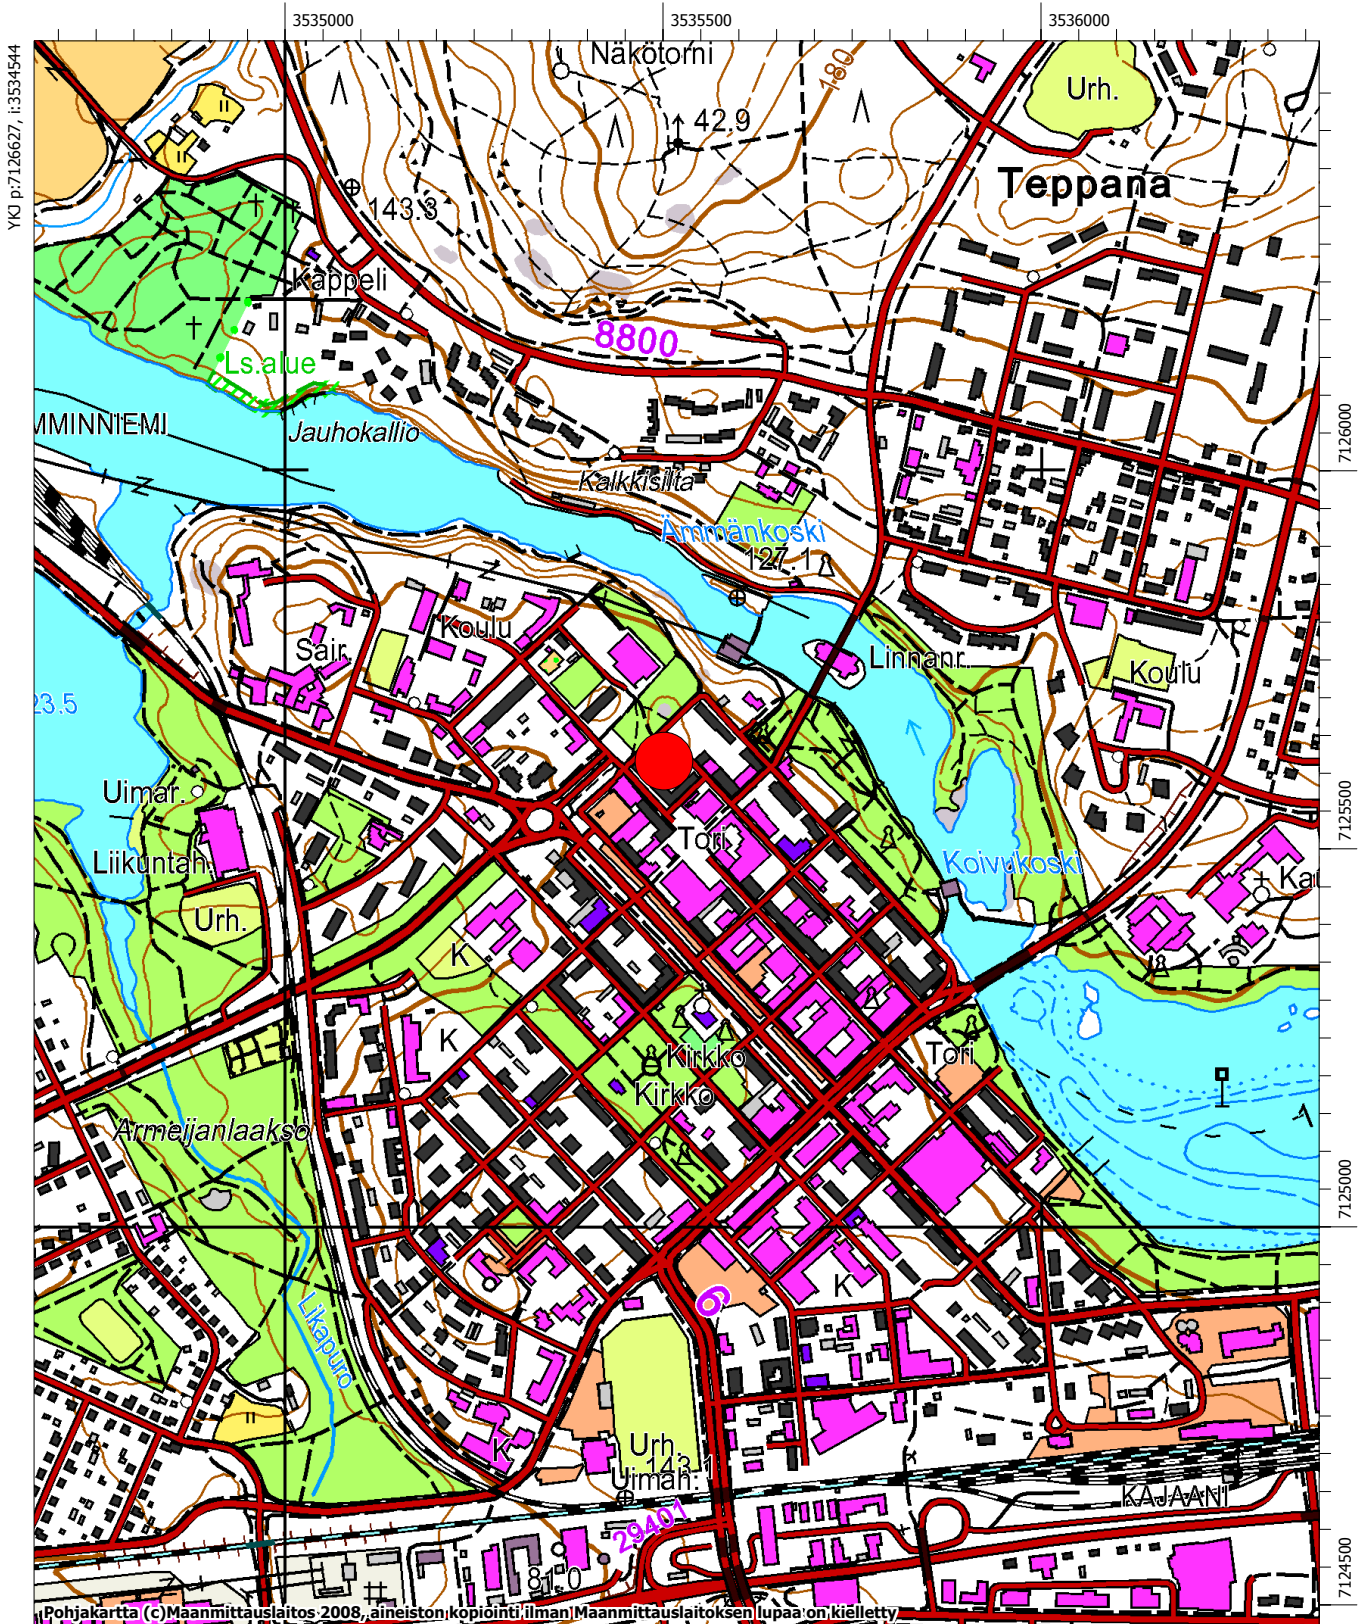 3535000
3535500
3536000
YKJ p:7126627, i:3534544
Näkötorni
180
Urh.
42.9
Teppana
143.3
Kappeli
8800
Ls.alue
MMINNIEMI
Jauhokallio
7126000
Kalkkisilta
Ämmänkoski
127.1
Koulu
Sair.
Linnanr.
Koulu
23.5
Uimar.
7125500
Tori
Liikuntah.
Koivukoski
Ka
Urh.
K
K
Kirkko
Tori
Kirkko
Armeijanlaakso
7125000
K
6
Likapuro
Urh.
K
143.1
Uimah.
KAJAANI
29401
81.0
7124500
Pohjakartta (c)Maanmittauslaitos 2008, aineiston kopiointi ilman Maanmittauslaitoksen lupaa on kielletty